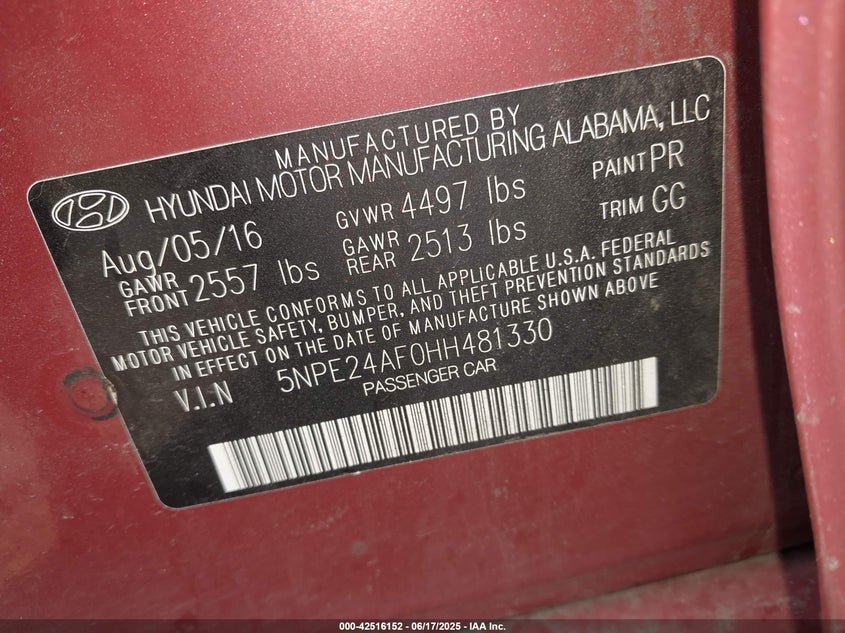 MANUFACTURED BY
HYUNDAI MOTOR MANUFACTURING ALABAMA, LLC
Aug/05/16 GVWR 4497 lbs PAINT PR
GAWR FRONT 2557 lbs GAWR REAR 2513 lbs TRIM GG
THIS VEHICLE CONFORMS TO ALL APPLICABLE U.S.A. FEDERAL
MOTOR VEHICLE SAFETY, BUMPER, AND THEFT PREVENTION STANDARDS
IN EFFECT ON THE DATE OF MANUFACTURE SHOWN ABOVE
V.I.N 5NPE24AF0HH481330
PASSENGER CAR
000-42516152 - 06/17/2025 - IAA Inc.